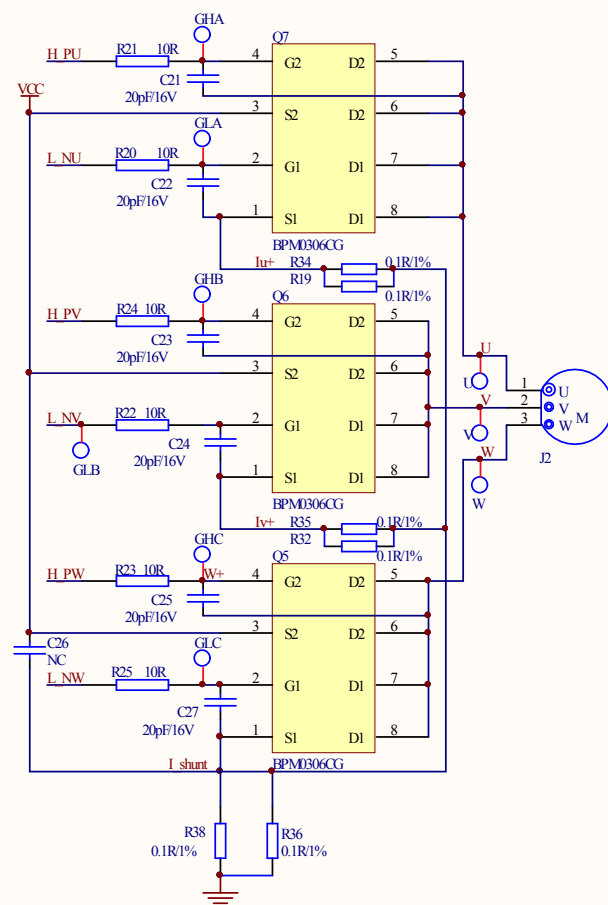 GHA
Q7
H_PU R21 10R 4 G2 D2 5
C21
20pF/16V
VCC
3 S2 D2 6
GLA
L_NU R20 10R 2 G1 D1 7
C22
20pF/16V
1 S1 D1 8
BPM0306CG
Iu+ R34 0.1R/1%
R19 0.1R/1%
GHB
Q6
H_PV R24 10R 4 G2 D2 5
C23
20pF/16V
3 S2 D2 6
L_NV R22 10R 2 G1 D1 7
GLB
C24
20pF/16V
1 S1 D1 8
BPM0306CG
U
U
V
V
W
W
1 U
2 V
3 W
M
J2
Iv+ R35 0.1R/1%
R32 0.1R/1%
GHC
Q5
H_PW R23 10R W+ 4 G2 D2 5
C25
20pF/16V
3 S2 D2 6
C26
NC
GLC
L_NW R25 10R 2 G1 D1 7
C27
20pF/16V
1 S1 D1 8
BPM0306CG
I_shunt
R38
0.1R/1%
R36
0.1R/1%